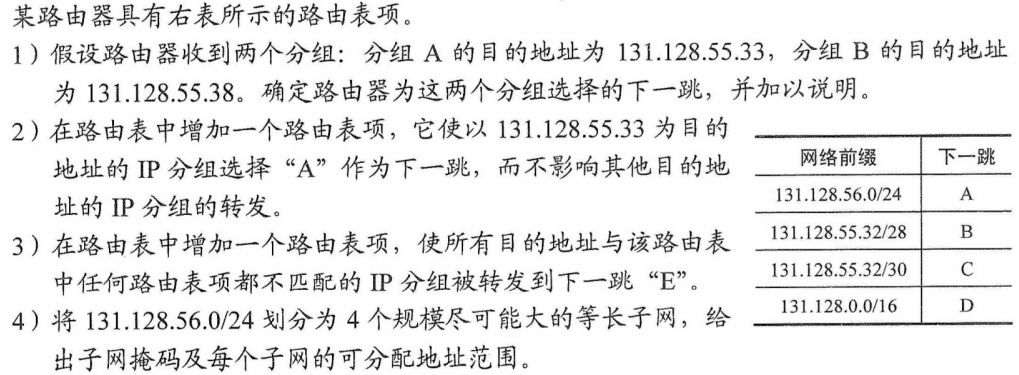 某路由器具有右表所示的路由表项。
1）假设路由器收到两个分组：分组 A 的目的地址为 131.128.55.33，分组 B 的目的地址
为 131.128.55.38。确定路由器为这两个分组选择的下一跳，并加以说明。
2）在路由表中增加一个路由表项，它使以 131.128.55.33 为目的
地址的 IP 分组选择“A”作为下一跳，而不影响其他目的地
址的 IP 分组的转发。
3）在路由表中增加一个路由表项，使所有目的地址与该路由表
中任何路由表项都不匹配的 IP 分组被转发到下一跳“E”。
4）将 131.128.56.0/24 划分为 4 个规模尽可能大的等长子网，给
出子网掩码及每个子网的可分配地址范围。
网络前缀 下一跳
131.128.56.0/24 A
131.128.55.32/28 B
131.128.55.32/30 C
131.128.0.0/16 D